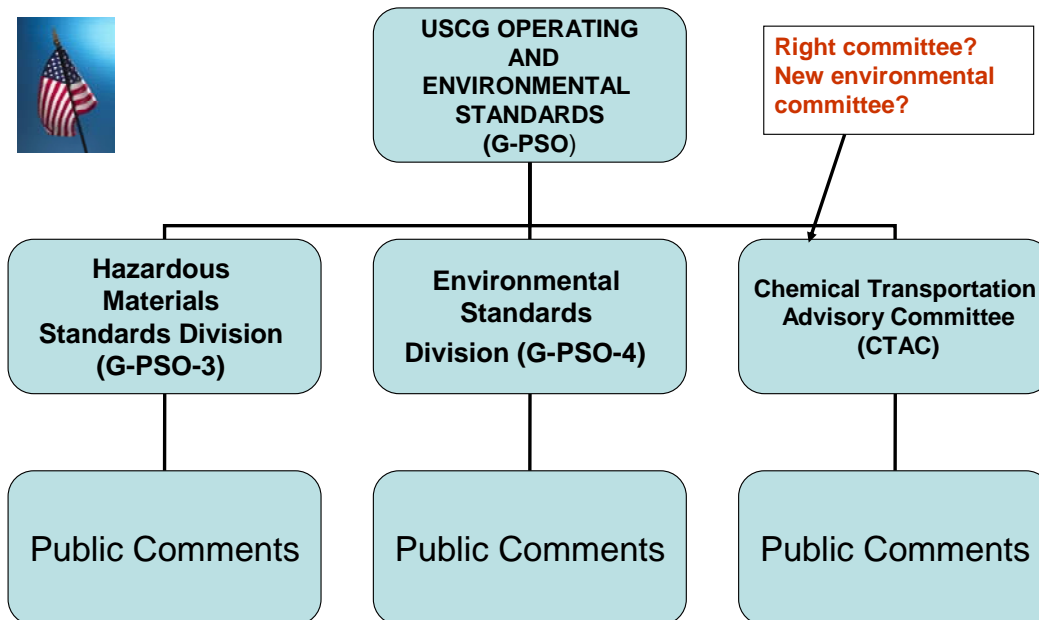 USCG OPERATING
AND
ENVIRONMENTAL
STANDARDS
(G-PSO)
Right committee?
New environmental
committee?
Hazardous
Materials
Standards Division
(G-PSO-3)
Environmental
Standards
Division (G-PSO-4)
Chemical Transportation
Advisory Committee
(CTAC)
Public Comments
Public Comments
Public Comments